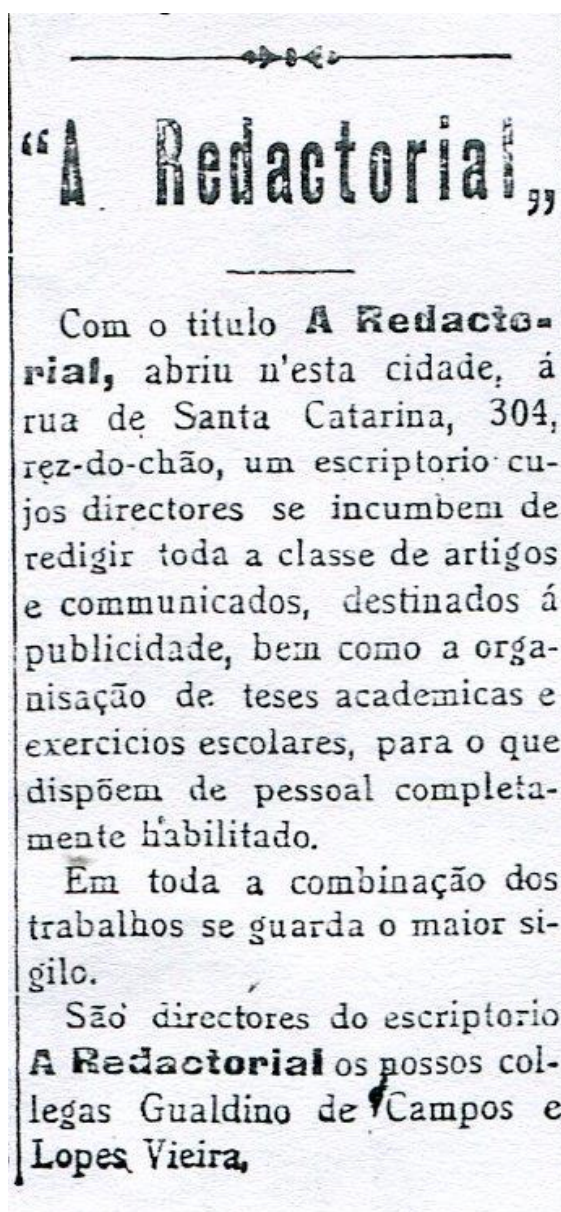 “A Redactorial„
Com o titulo A Redacto-
rial, abriu n'esta cidade, á
rua de Santa Catarina, 304,
rez-do-chão, um escriptorio cu-
jos directores se incumbem de
redigir toda a classe de artigos
e communicados, destinados á
publicidade, bem como a orga-
nisação de teses academicas e
exercicios escolares, para o que
dispõem de pessoal completa-
mente habilitado.
Em toda a combinação dos
trabalhos se guarda o maior si-
gilo.
São directores do escriptorio
A Redactorial os nossos col-
legas Gualdino de Campos e
Lopes Vieira,